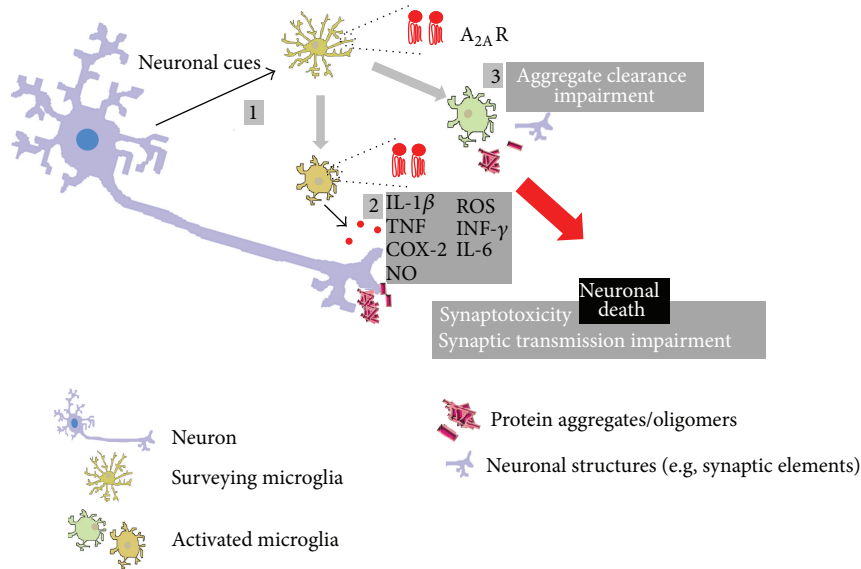 A2AR
Neuronal cues
1
3
Aggregate clearance
impairment
2
IL-1β
ROS
TNF
INF-γ
COX-2
IL-6
NO
Neuronal
death
Synaptotoxicity
Synaptic transmission impairment
Neuron
Surveying microglia
Activated microglia
Protein aggregates/oligomers
Neuronal structures (e.g, synaptic elements)